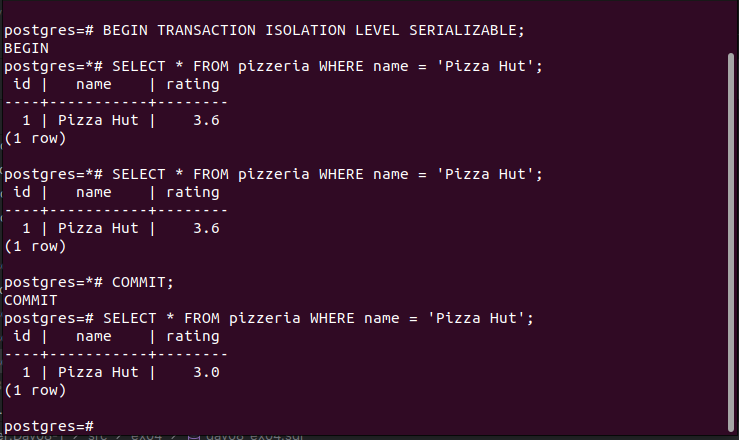 postgres=# BEGIN TRANSACTION ISOLATION LEVEL SERIALIZABLE;
BEGIN
postgres=*# SELECT * FROM pizzeria WHERE name = 'Pizza Hut';
 id |   name    | rating
----+-----------+--------
  1 | Pizza Hut |    3.6
(1 row)

postgres=*# SELECT * FROM pizzeria WHERE name = 'Pizza Hut';
 id |   name    | rating
----+-----------+--------
  1 | Pizza Hut |    3.6
(1 row)

postgres=*# COMMIT;
COMMIT
postgres=# SELECT * FROM pizzeria WHERE name = 'Pizza Hut';
 id |   name    | rating
----+-----------+--------
  1 | Pizza Hut |    3.0
(1 row)

postgres=#